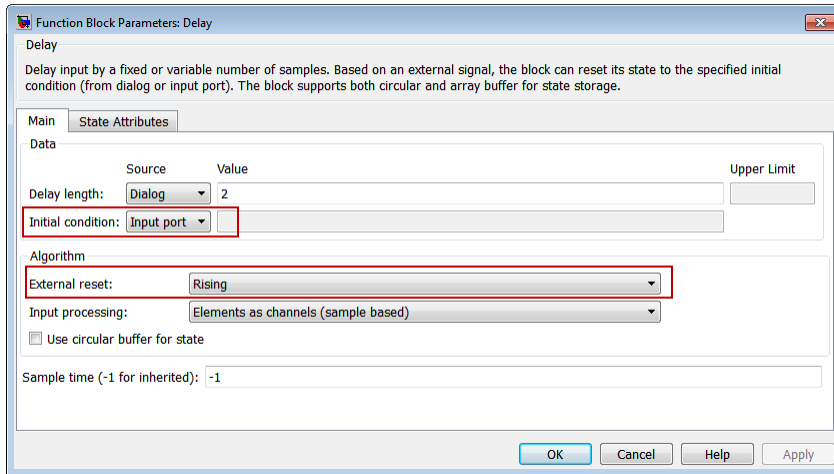 Function Block Parameters: Delay
Delay
Delay input by a fixed or variable number of samples. Based on an external signal, the block can reset its state to the specified initial
condition (from dialog or input port). The block supports both circular and array buffer for state storage.
Main State Attributes
Data
Source Value Upper Limit
Delay length: Dialog 2
Initial condition: Input port
Algorithm
External reset: Rising
Input processing: Elements as channels (sample based)
Use circular buffer for state
Sample time (-1 for inherited): -1
OK Cancel Help Apply